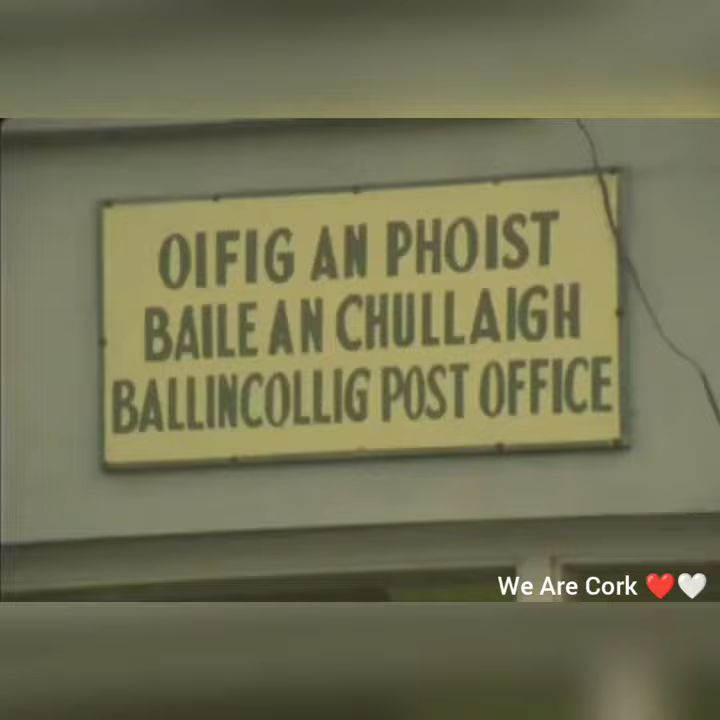 OIFIG AN PHOIST
BAILE AN CHULLAIGH
BALLINCOLLIG POST OFFICE
We Are Cork ❤️🤍